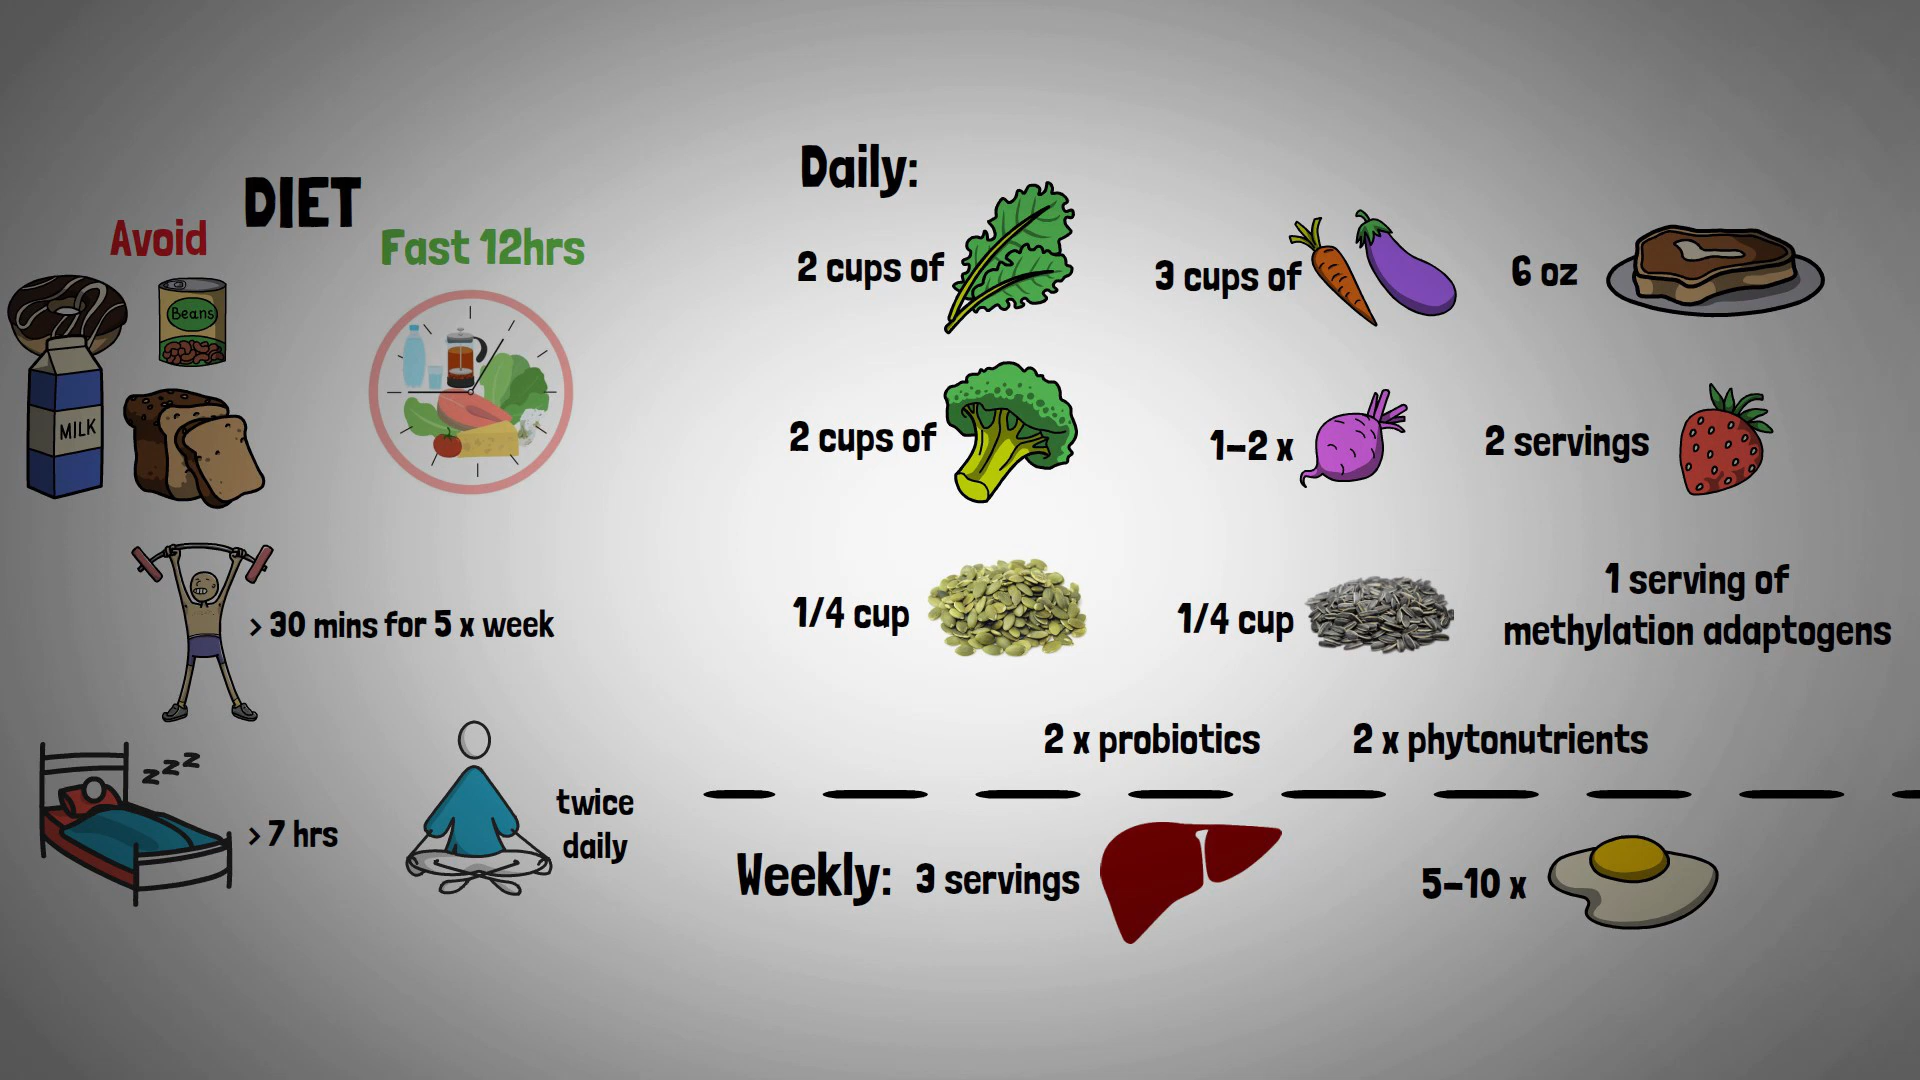 DIET
Avoid
Fast 12hrs
Beans
MILK
> 30 mins for 5 x week
zzz
> 7 hrs
twice
daily
Daily:
2 cups of
3 cups of
6 oz
2 cups of
1-2 x
2 servings
1/4 cup
1/4 cup
1 serving of
methylation adaptogens
2 x probiotics
2 x phytonutrients
Weekly:
3 servings
5-10 x